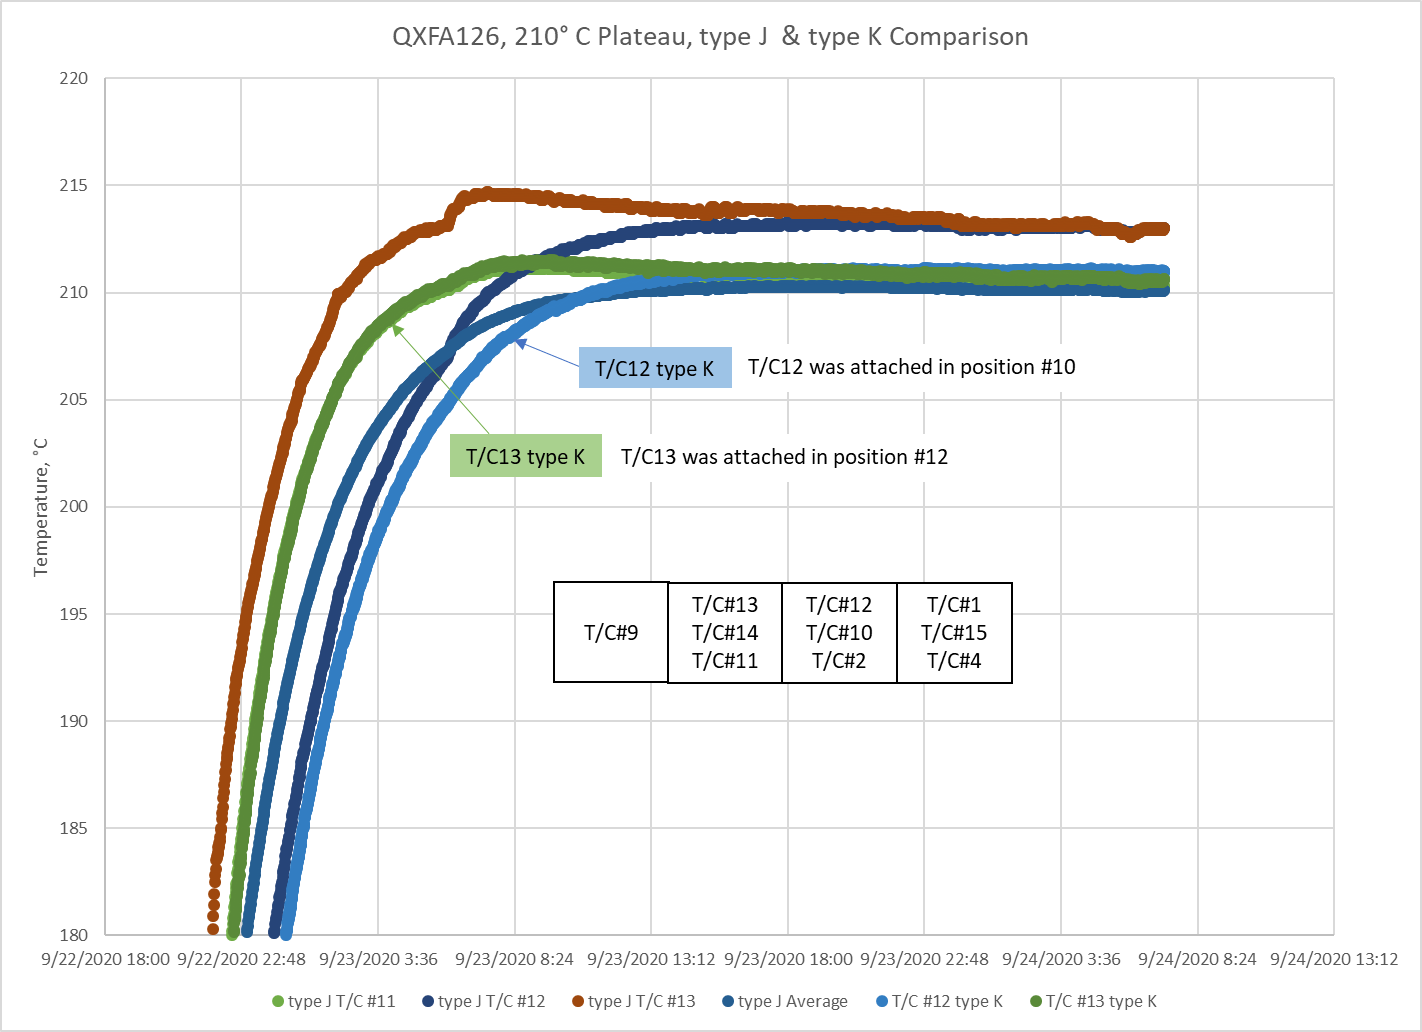 QXFA126, 210° C Plateau, type J & type K Comparison
220
215
210
205
200
195
190
185
180
Temperature, °C
T/C12 type K
T/C12 was attached in position #10
T/C13 type K
T/C13 was attached in position #12
T/C#9
T/C#13
T/C#14
T/C#11
T/C#12
T/C#10
T/C#2
T/C#1
T/C#15
T/C#4
9/22/2020 18:00
9/22/2020 22:48
9/23/2020 3:36
9/23/2020 8:24
9/23/2020 13:12
9/23/2020 18:00
9/23/2020 22:48
9/24/2020 3:36
9/24/2020 8:24
9/24/2020 13:12
type J T/C #11
type J T/C #12
type J T/C #13
type J Average
T/C #12 type K
T/C #13 type K